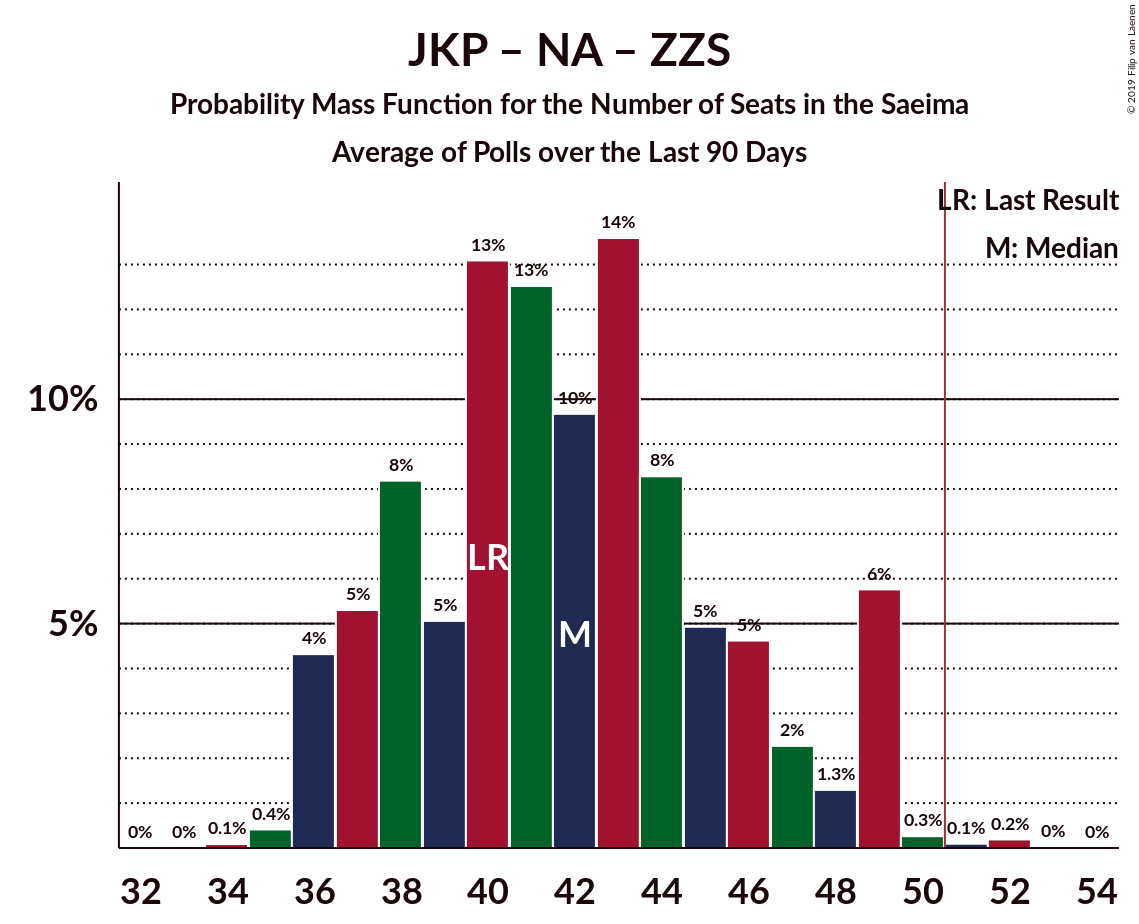 JKP – NA – ZZS
Probability Mass Function for the Number of Seats in the Saeima
Average of Polls over the Last 90 Days
© 2019 Filip van Laenen
LR: Last Result
M: Median
10%
5%
0%
0%
0.1%
0.4%
4%
5%
8%
5%
13%
13%
10%
14%
8%
5%
5%
2%
1.3%
6%
0.3%
0.1%
0.2%
0%
0%
LR
M
32 34 36 38 40 42 44 46 48 50 52 54